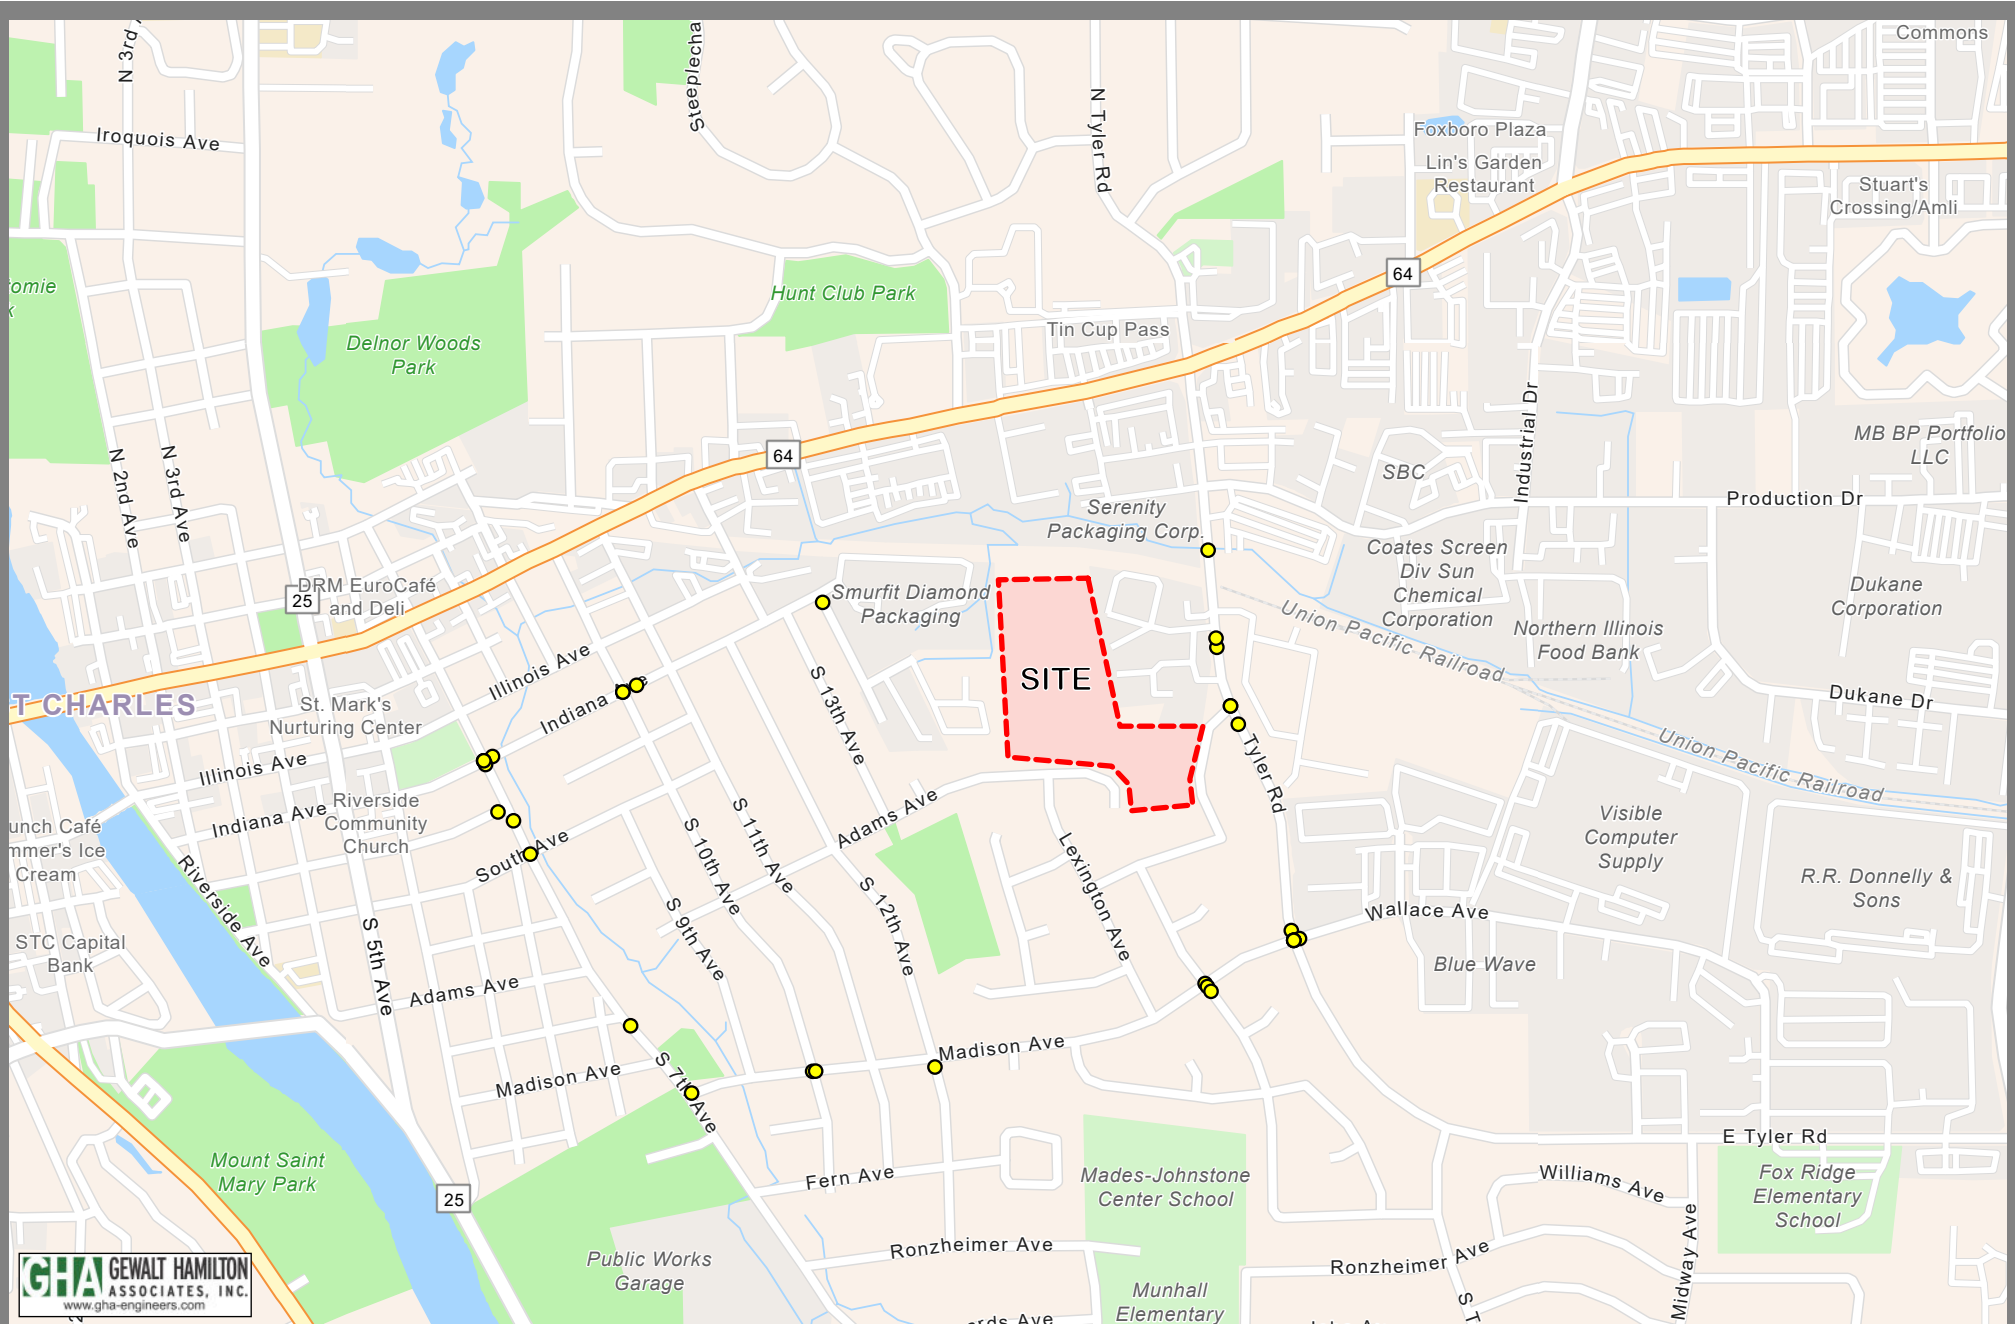 N 3rd
Steeplecha
Commons
N Tyler Rd
Iroquois Ave
Foxboro Plaza
Lin's Garden
Restaurant
Stuart's
Crossing/Amli
64
omie
k
Hunt Club Park
Tin Cup Pass
Delnor Woods
Park
Industrial Dr
MB BP Portfolio
LLC
N 2nd Ave
N 3rd Ave
64
SBC
Production Dr
Serenity
Packaging Corp.
Coates Screen
Div Sun
Chemical
Corporation
Dukane
Corporation
DRM EuroCafé
and Deli
25
Smurfit Diamond
Packaging
Union Pacific Railroad
Northern Illinois
Food Bank
SITE
Illinois Ave
Indiana Ave
S 13th Ave
T CHARLES
St. Mark's
Nurturing Center
Dukane Dr
Union Pacific Railroad
Tyler Rd
Illinois Ave
Indiana Ave
Riverside
Community
Church
South Ave
S 10th Ave
S 11th Ave
Adams Ave
Visible
Computer
Supply
unch Café
mmer's Ice
Cream
Riverside Ave
Lexington Ave
S 12th Ave
S 9th Ave
R.R. Donnelly &
Sons
Wallace Ave
STC Capital
Bank
S 5th Ave
Blue Wave
Adams Ave
Madison Ave
Madison Ave
S 7th Ave
E Tyler Rd
Mount Saint
Mary Park
25
Fern Ave
Mades-Johnstone
Center School
Williams Ave
Fox Ridge
Elementary
School
Midway Ave
Public Works
Garage
Ronzheimer Ave
Ronzheimer Ave
Munhall
Elementary
S T
rds Ave
GHA GEWALT HAMILTON
ASSOCIATES, INC.
www.gha-engineers.com